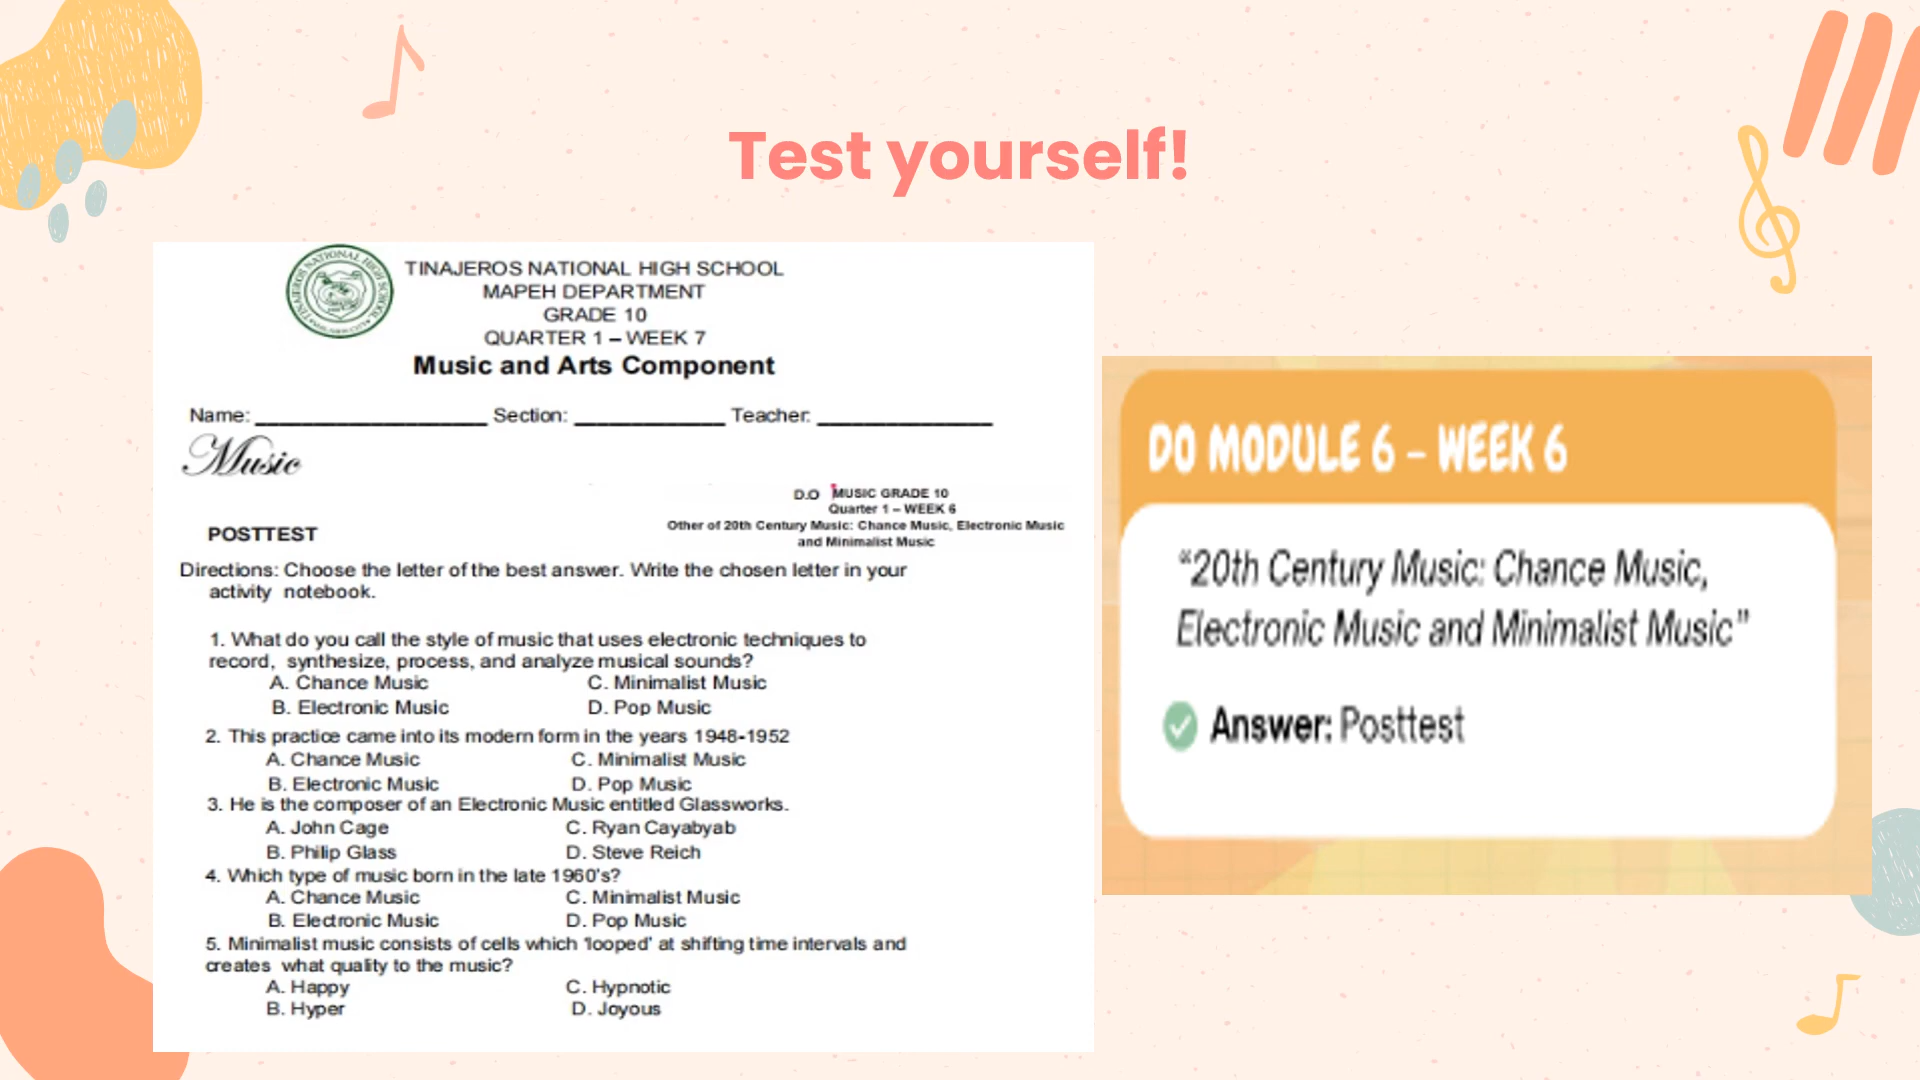 Test yourself!
TINAJEROS NATIONAL HIGH SCHOOL
MAPEH DEPARTMENT
GRADE 10
QUARTER 1 – WEEK 7
Music and Arts Component
Name: ____________________ Section: _____________ Teacher: _______________
Music
D.O MUSIC GRADE 10
Quarter 1 – WEEK 6
Other of 20th Century Music: Chance Music, Electronic Music
and Minimalist Music
POSTTEST
Directions: Choose the letter of the best answer. Write the chosen letter in your
activity notebook.
1. What do you call the style of music that uses electronic techniques to
record, synthesize, process, and analyze musical sounds?
A. Chance Music C. Minimalist Music
B. Electronic Music D. Pop Music
2. This practice came into its modern form in the years 1948-1952
A. Chance Music C. Minimalist Music
B. Electronic Music D. Pop Music
3. He is the composer of an Electronic Music entitled Glassworks.
A. John Cage C. Ryan Cayabyab
B. Philip Glass D. Steve Reich
4. Which type of music born in the late 1960's?
A. Chance Music C. Minimalist Music
B. Electronic Music D. Pop Music
5. Minimalist music consists of cells which 'looped' at shifting time intervals and
creates what quality to the music?
A. Happy C. Hypnotic
B. Hyper D. Joyous
DO MODULE 6 – WEEK 6
“20th Century Music: Chance Music,
Electronic Music and Minimalist Music”
Answer: Posttest